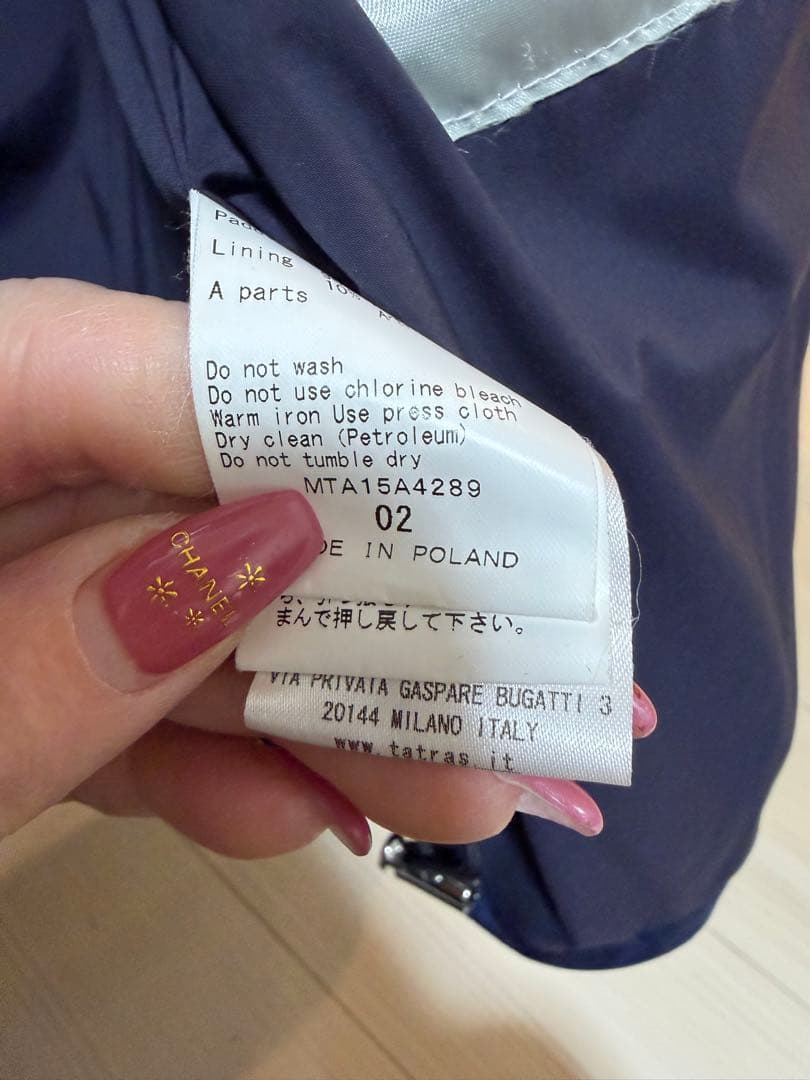 Lining
A parts
Do not wash
Do not use chlorine bleach
Warm iron Use press cloth
Dry clean (Petroleum)
Do not tumble dry
MTA15A4289
02
DE IN POLAND
まんで押し戻して下さい。
VIA PRIVATA GASPARE BUGATTI 3
20144 MILANO ITALY
www.tatras.it
CHANEL